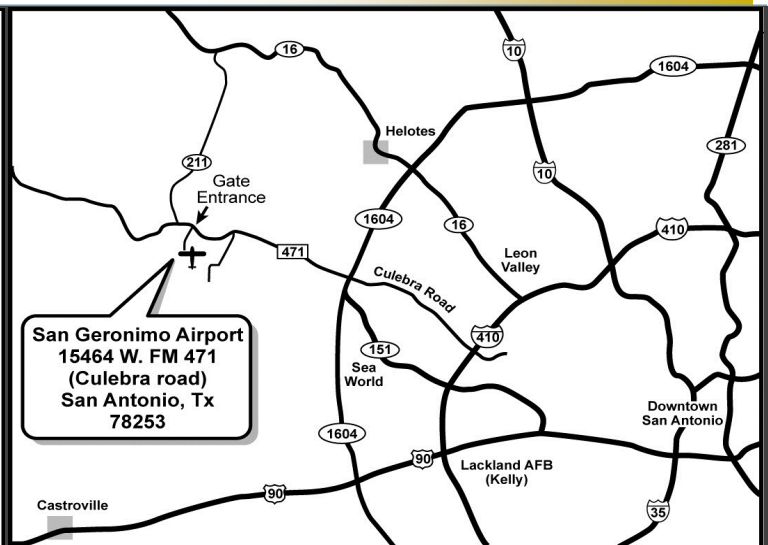 16
10
1604
Helotes
281
211
10
Gate
Entrance
1604
16
410
471
Leon
Valley
Culebra Road
410
151
Sea
World
San Geronimo Airport
15464 W. FM 471
(Culebra road)
San Antonio, Tx
78253
Downtown
San Antonio
1604
90
Lackland AFB
(Kelly)
90
Castroville
35